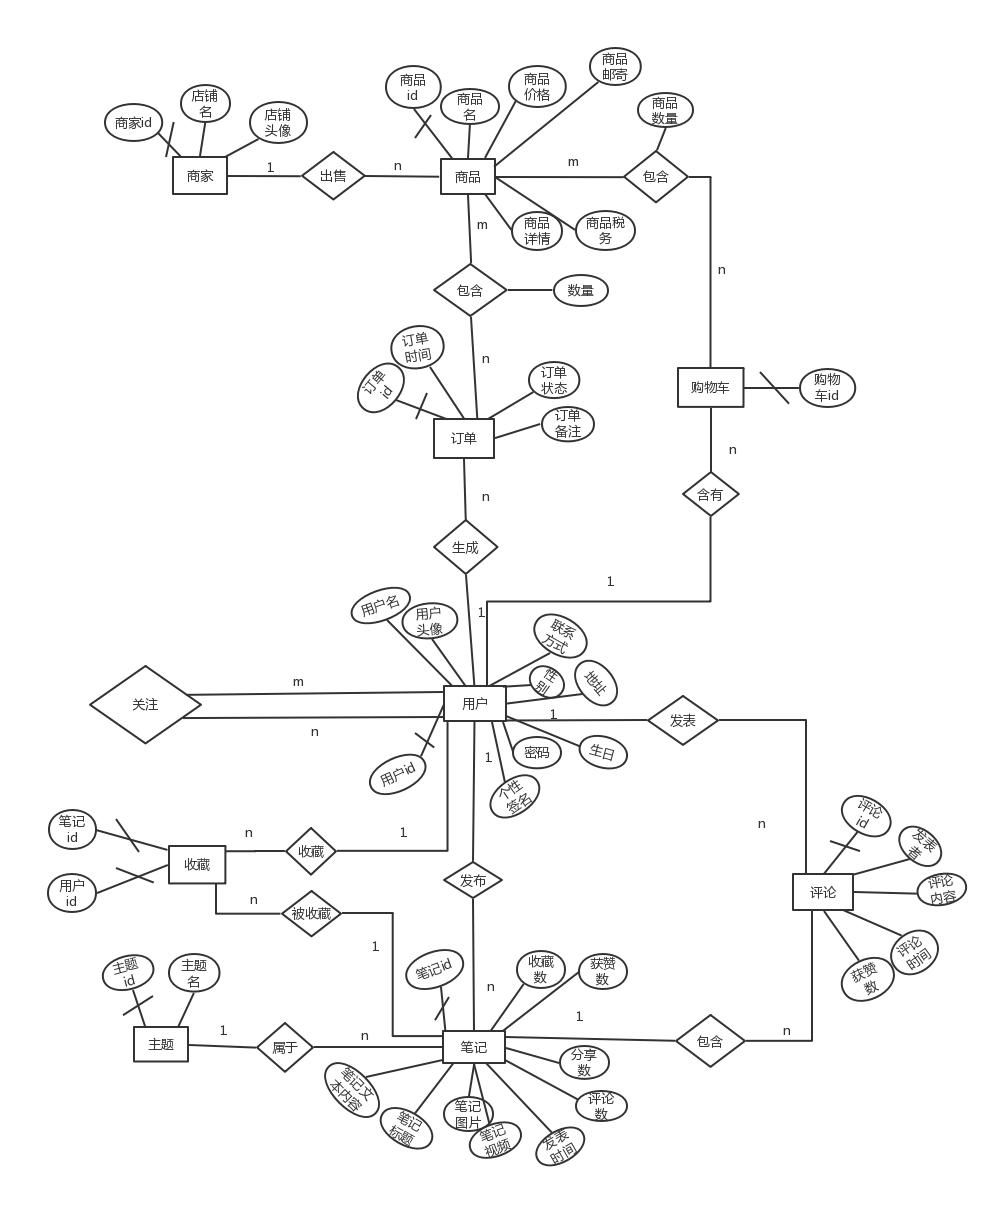 商品
邮寄
商品
id
商品
价格
店铺
名
商品
名
商品
数量
商家id
店铺
头像
商家
1
出售
n
商品
m
包含
m
商品
详情
商品税
务
n
包含
数量
订单
时间
n
订单
id
订单
状态
购物车
购物
车id
订单
备注
订单
n
n
含有
生成
1
用户名
用户
头像
1
联系
方式
m
性
别
地址
关注
用户
1
发表
n
1
密码
生日
用户id
个性
签名
笔记
id
n
1
n
评论
id
发表
者
收藏
收藏
用户
id
发布
评论
评论
内容
n
被收藏
1
评论
时间
主题
id
主题
名
笔记id
收藏
数
获赞
数
获赞
数
n
1
主题
1
属于
n
笔记
1
包含
n
分享
数
笔记文
本内容
笔记
标题
笔记
图片
笔记
视频
评论
数
发表
时间